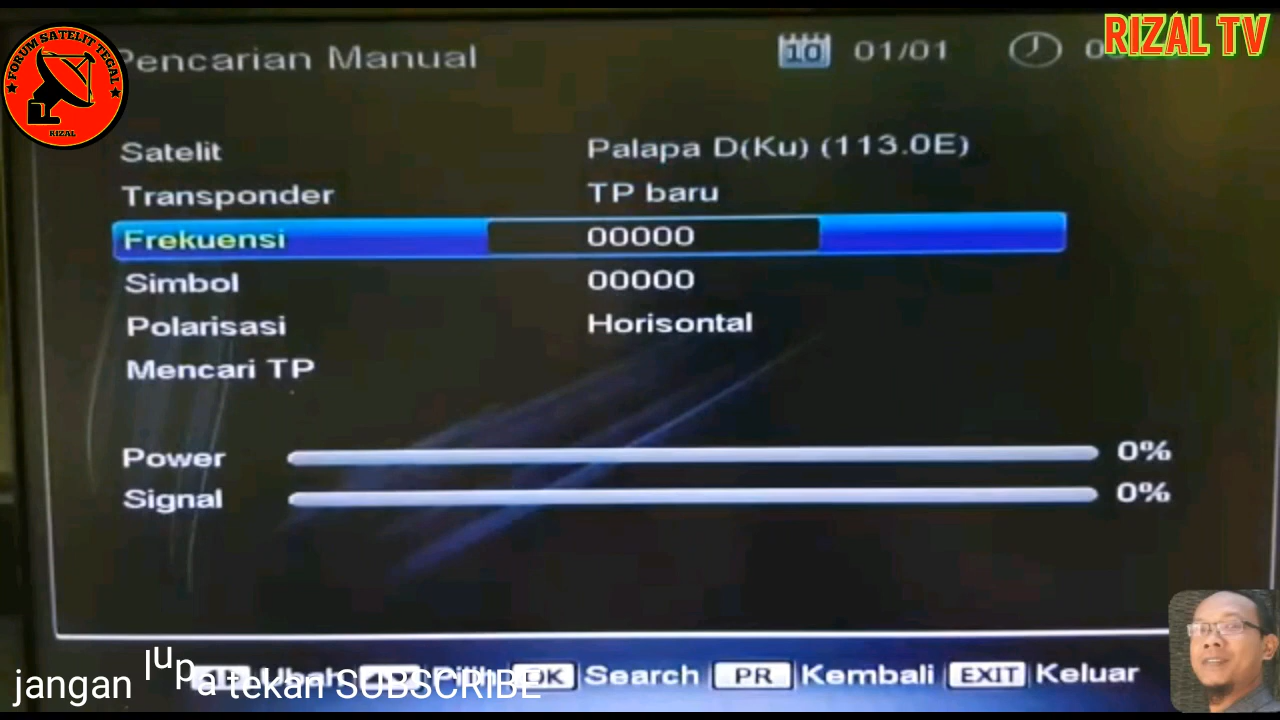 FORUM SATELIT TEGAL
RIZAL
RIZAL TV
Pencarian Manual
10
01/01
Satelit Palapa D(Ku) (113.0E)
Transponder TP baru
Frekuensi 00000
Simbol 00000
Polarisasi Horisontal
Mencari TP
Power 0%
Signal 0%
Ubah Pilih OK Search PR Kembali EXIT Keluar
jangan lupa tekan SUBSCRIBE